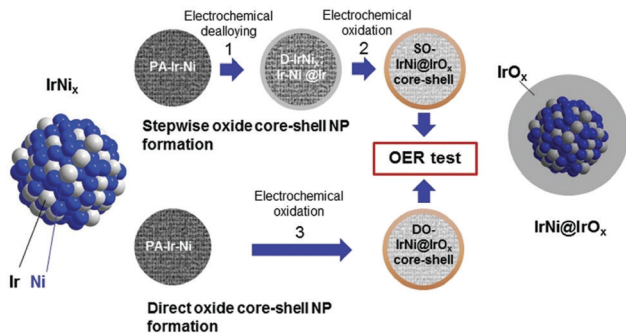 IrNiₓ
Ir Ni
Electrochemical
dealloying
1
Electrochemical
oxidation
2
PA-Ir-Ni
D-IrNiₓ:
Ir-Ni @Ir
SO-
IrNi@IrOₓ
core-shell
Stepwise oxide core-shell NP
formation
OER test
Electrochemical
oxidation
3
PA-Ir-Ni
DO-
IrNi@IrOₓ
core-shell
Direct oxide core-shell NP
formation
IrOₓ
IrNi@IrOₓ